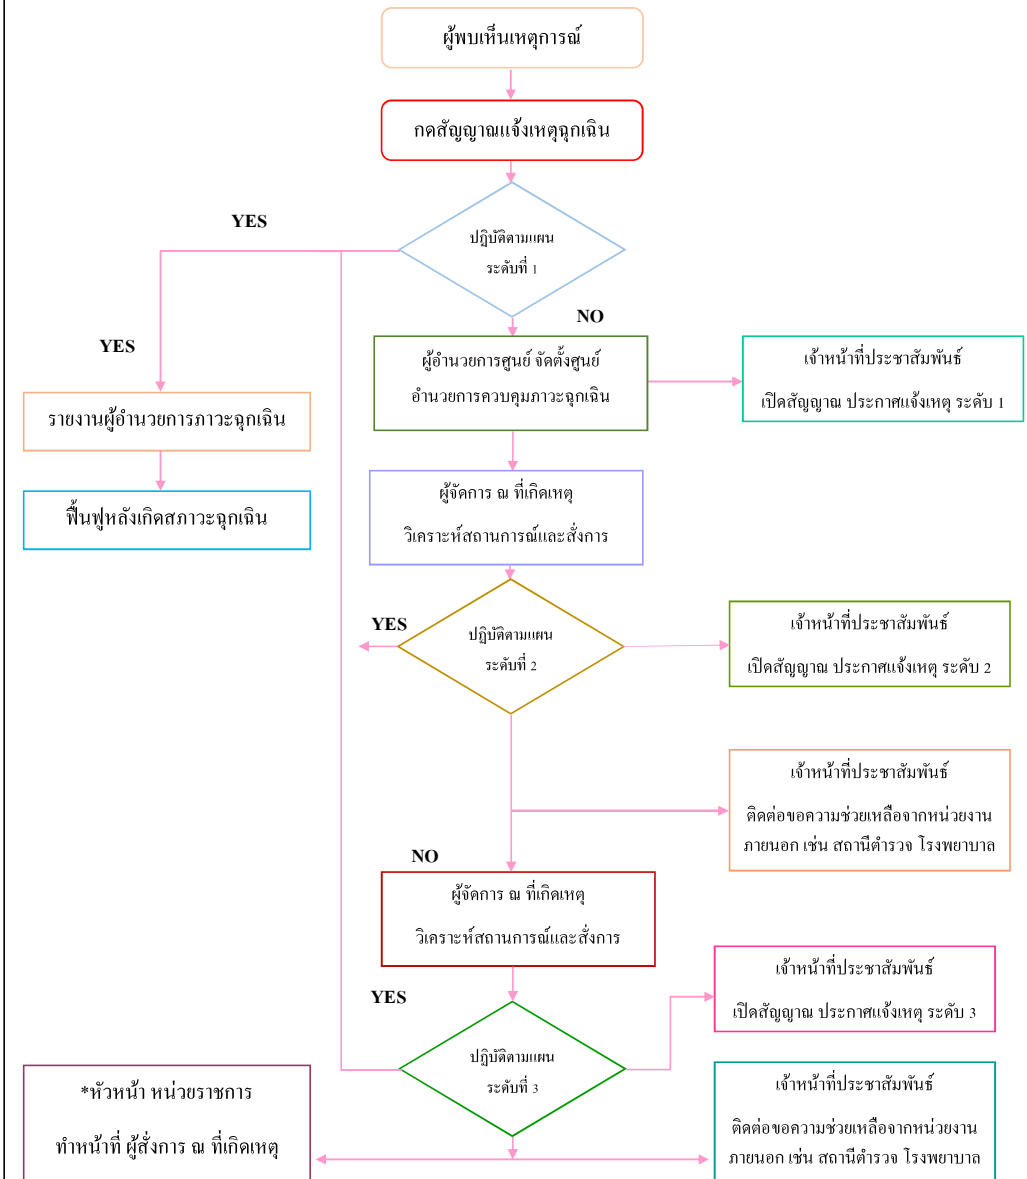 ผู้พบเห็นเหตุการณ์
กดสัญญาณแจ้งเหตุฉุกเฉิน
YES
ปฏิบัติตามแผน
ระดับที่ 1
NO
YES
ผู้อำนวยการศูนย์ จัดตั้งศูนย์
อำนวยการควบคุมภาวะฉุกเฉิน
เจ้าหน้าที่ประชาสัมพันธ์
เปิดสัญญาณ ประกาศแจ้งเหตุ ระดับ 1
รายงานผู้อำนวยการภาวะฉุกเฉิน
ฟื้นฟูหลังเกิดสภาวะฉุกเฉิน
ผู้จัดการ ณ ที่เกิดเหตุ
วิเคราะห์สถานการณ์และสั่งการ
YES
ปฏิบัติตามแผน
ระดับที่ 2
เจ้าหน้าที่ประชาสัมพันธ์
เปิดสัญญาณ ประกาศแจ้งเหตุ ระดับ 2
เจ้าหน้าที่ประชาสัมพันธ์
ติดต่อขอความช่วยเหลือจากหน่วยงาน
ภายนอก เช่น สถานีตำรวจ โรงพยาบาล
NO
ผู้จัดการ ณ ที่เกิดเหตุ
วิเคราะห์สถานการณ์และสั่งการ
YES
เจ้าหน้าที่ประชาสัมพันธ์
เปิดสัญญาณ ประกาศแจ้งเหตุ ระดับ 3
ปฏิบัติตามแผน
ระดับที่ 3
*หัวหน้า หน่วยราชการ
ทำหน้าที่ ผู้สั่งการ ณ ที่เกิดเหตุ
เจ้าหน้าที่ประชาสัมพันธ์
ติดต่อขอความช่วยเหลือจากหน่วยงาน
ภายนอก เช่น สถานีตำรวจ โรงพยาบาล